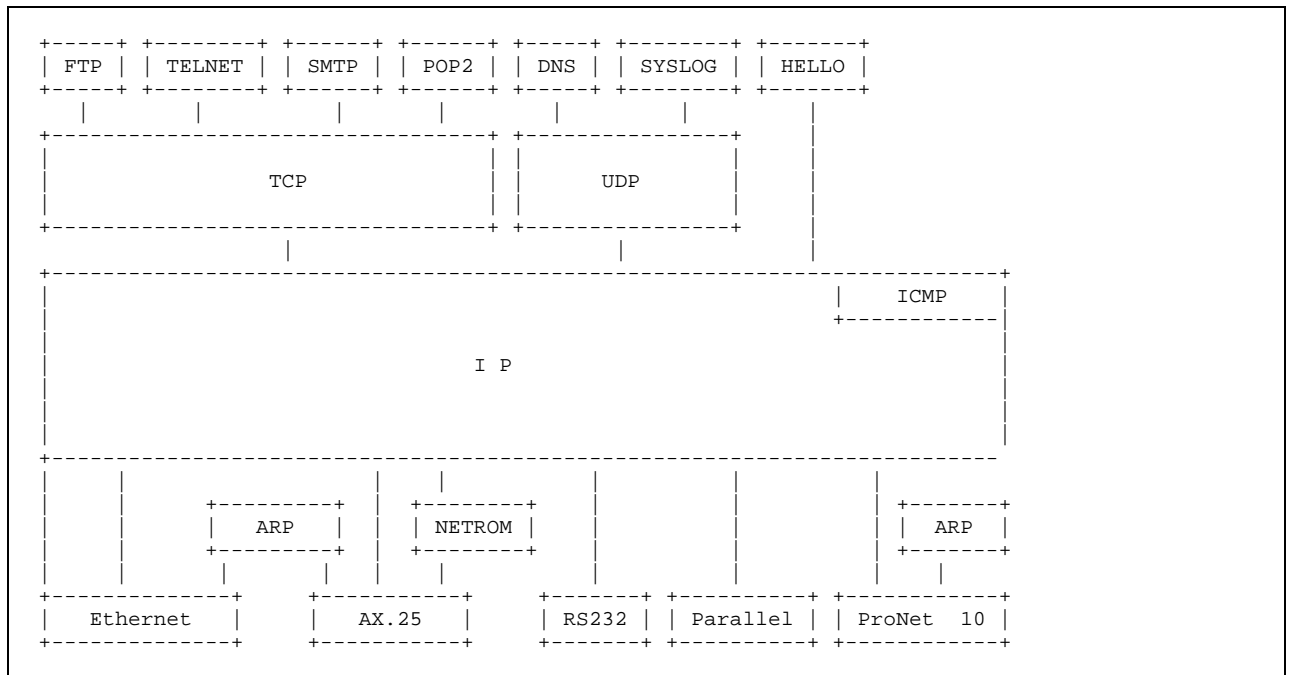 FTP TELNET SMTP POP2 DNS SYSLOG HELLO
TCP UDP
ICMP
I P
ARP NETROM ARP
Ethernet AX.25 RS232 Parallel ProNet 10